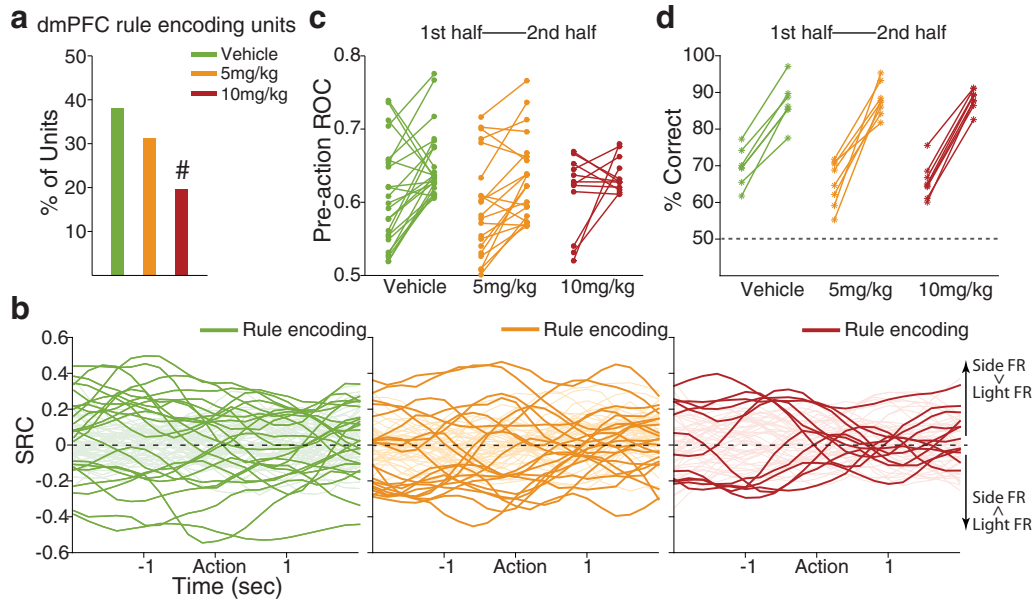 a dmPFC rule encoding units
Vehicle
5mg/kg
10mg/kg
% of Units
50
40
30
20
10
#
c
1st half 2nd half
Pre-action ROC
0.8
0.7
0.6
0.5
Vehicle 5mg/kg 10mg/kg
d
1st half 2nd half
% Correct
100
90
80
70
60
50
Vehicle 5mg/kg 10mg/kg
b
Rule encoding Rule encoding Rule encoding
SRC
0.6
0.4
0.2
0
-0.2
-0.4
-0.6
-1 Action 1 -1 Action 1 -1 Action 1
Time (sec)
Side FR
>
Light FR
Side FR
<
Light FR